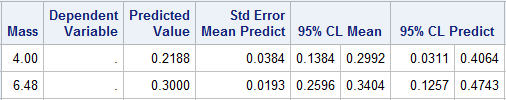 Mass Dependent Variable Predicted Value Std Error Mean Predict 95% CL Mean 95% CL Predict
4.00 . 0.2188 0.0384 0.1384 0.2992 0.0311 0.4064
6.48 . 0.3000 0.0193 0.2596 0.3404 0.1257 0.4743